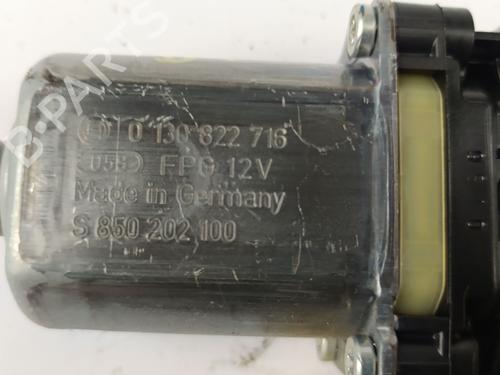 0 130 822 716
FPG 12V
Made in Germany
S 850 202 100
B-PARTS